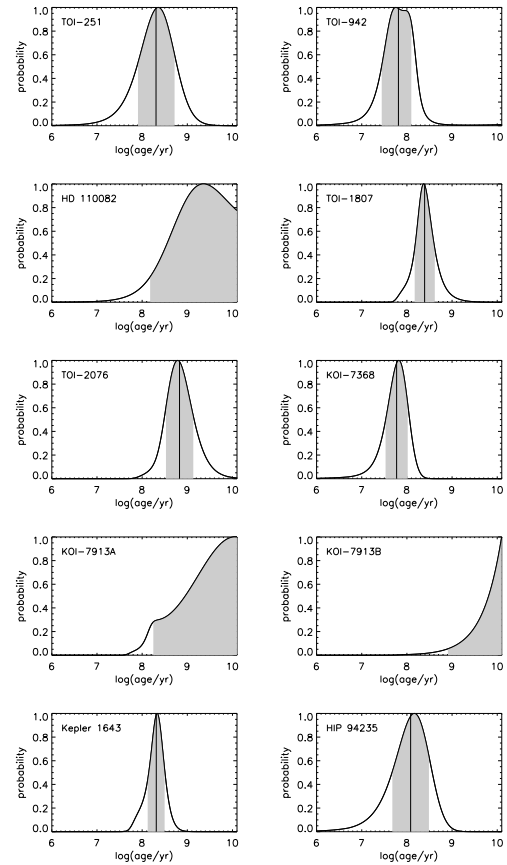 TOI-251
probability
1.0
0.8
0.6
0.4
0.2
0.0
6 7 8 9 10
log(age/yr)
TOI-942
probability
1.0
0.8
0.6
0.4
0.2
0.0
6 7 8 9 10
log(age/yr)
HD 110082
probability
1.0
0.8
0.6
0.4
0.2
0.0
6 7 8 9 10
log(age/yr)
TOI-1807
probability
1.0
0.8
0.6
0.4
0.2
0.0
6 7 8 9 10
log(age/yr)
TOI-2076
probability
1.0
0.8
0.6
0.4
0.2
0.0
6 7 8 9 10
log(age/yr)
KOI-7368
probability
1.0
0.8
0.6
0.4
0.2
0.0
6 7 8 9 10
log(age/yr)
KOI-7913A
probability
1.0
0.8
0.6
0.4
0.2
0.0
6 7 8 9 10
log(age/yr)
KOI-7913B
probability
1.0
0.8
0.6
0.4
0.2
0.0
6 7 8 9 10
log(age/yr)
Kepler 1643
probability
1.0
0.8
0.6
0.4
0.2
0.0
6 7 8 9 10
log(age/yr)
HIP 94235
probability
1.0
0.8
0.6
0.4
0.2
0.0
6 7 8 9 10
log(age/yr)